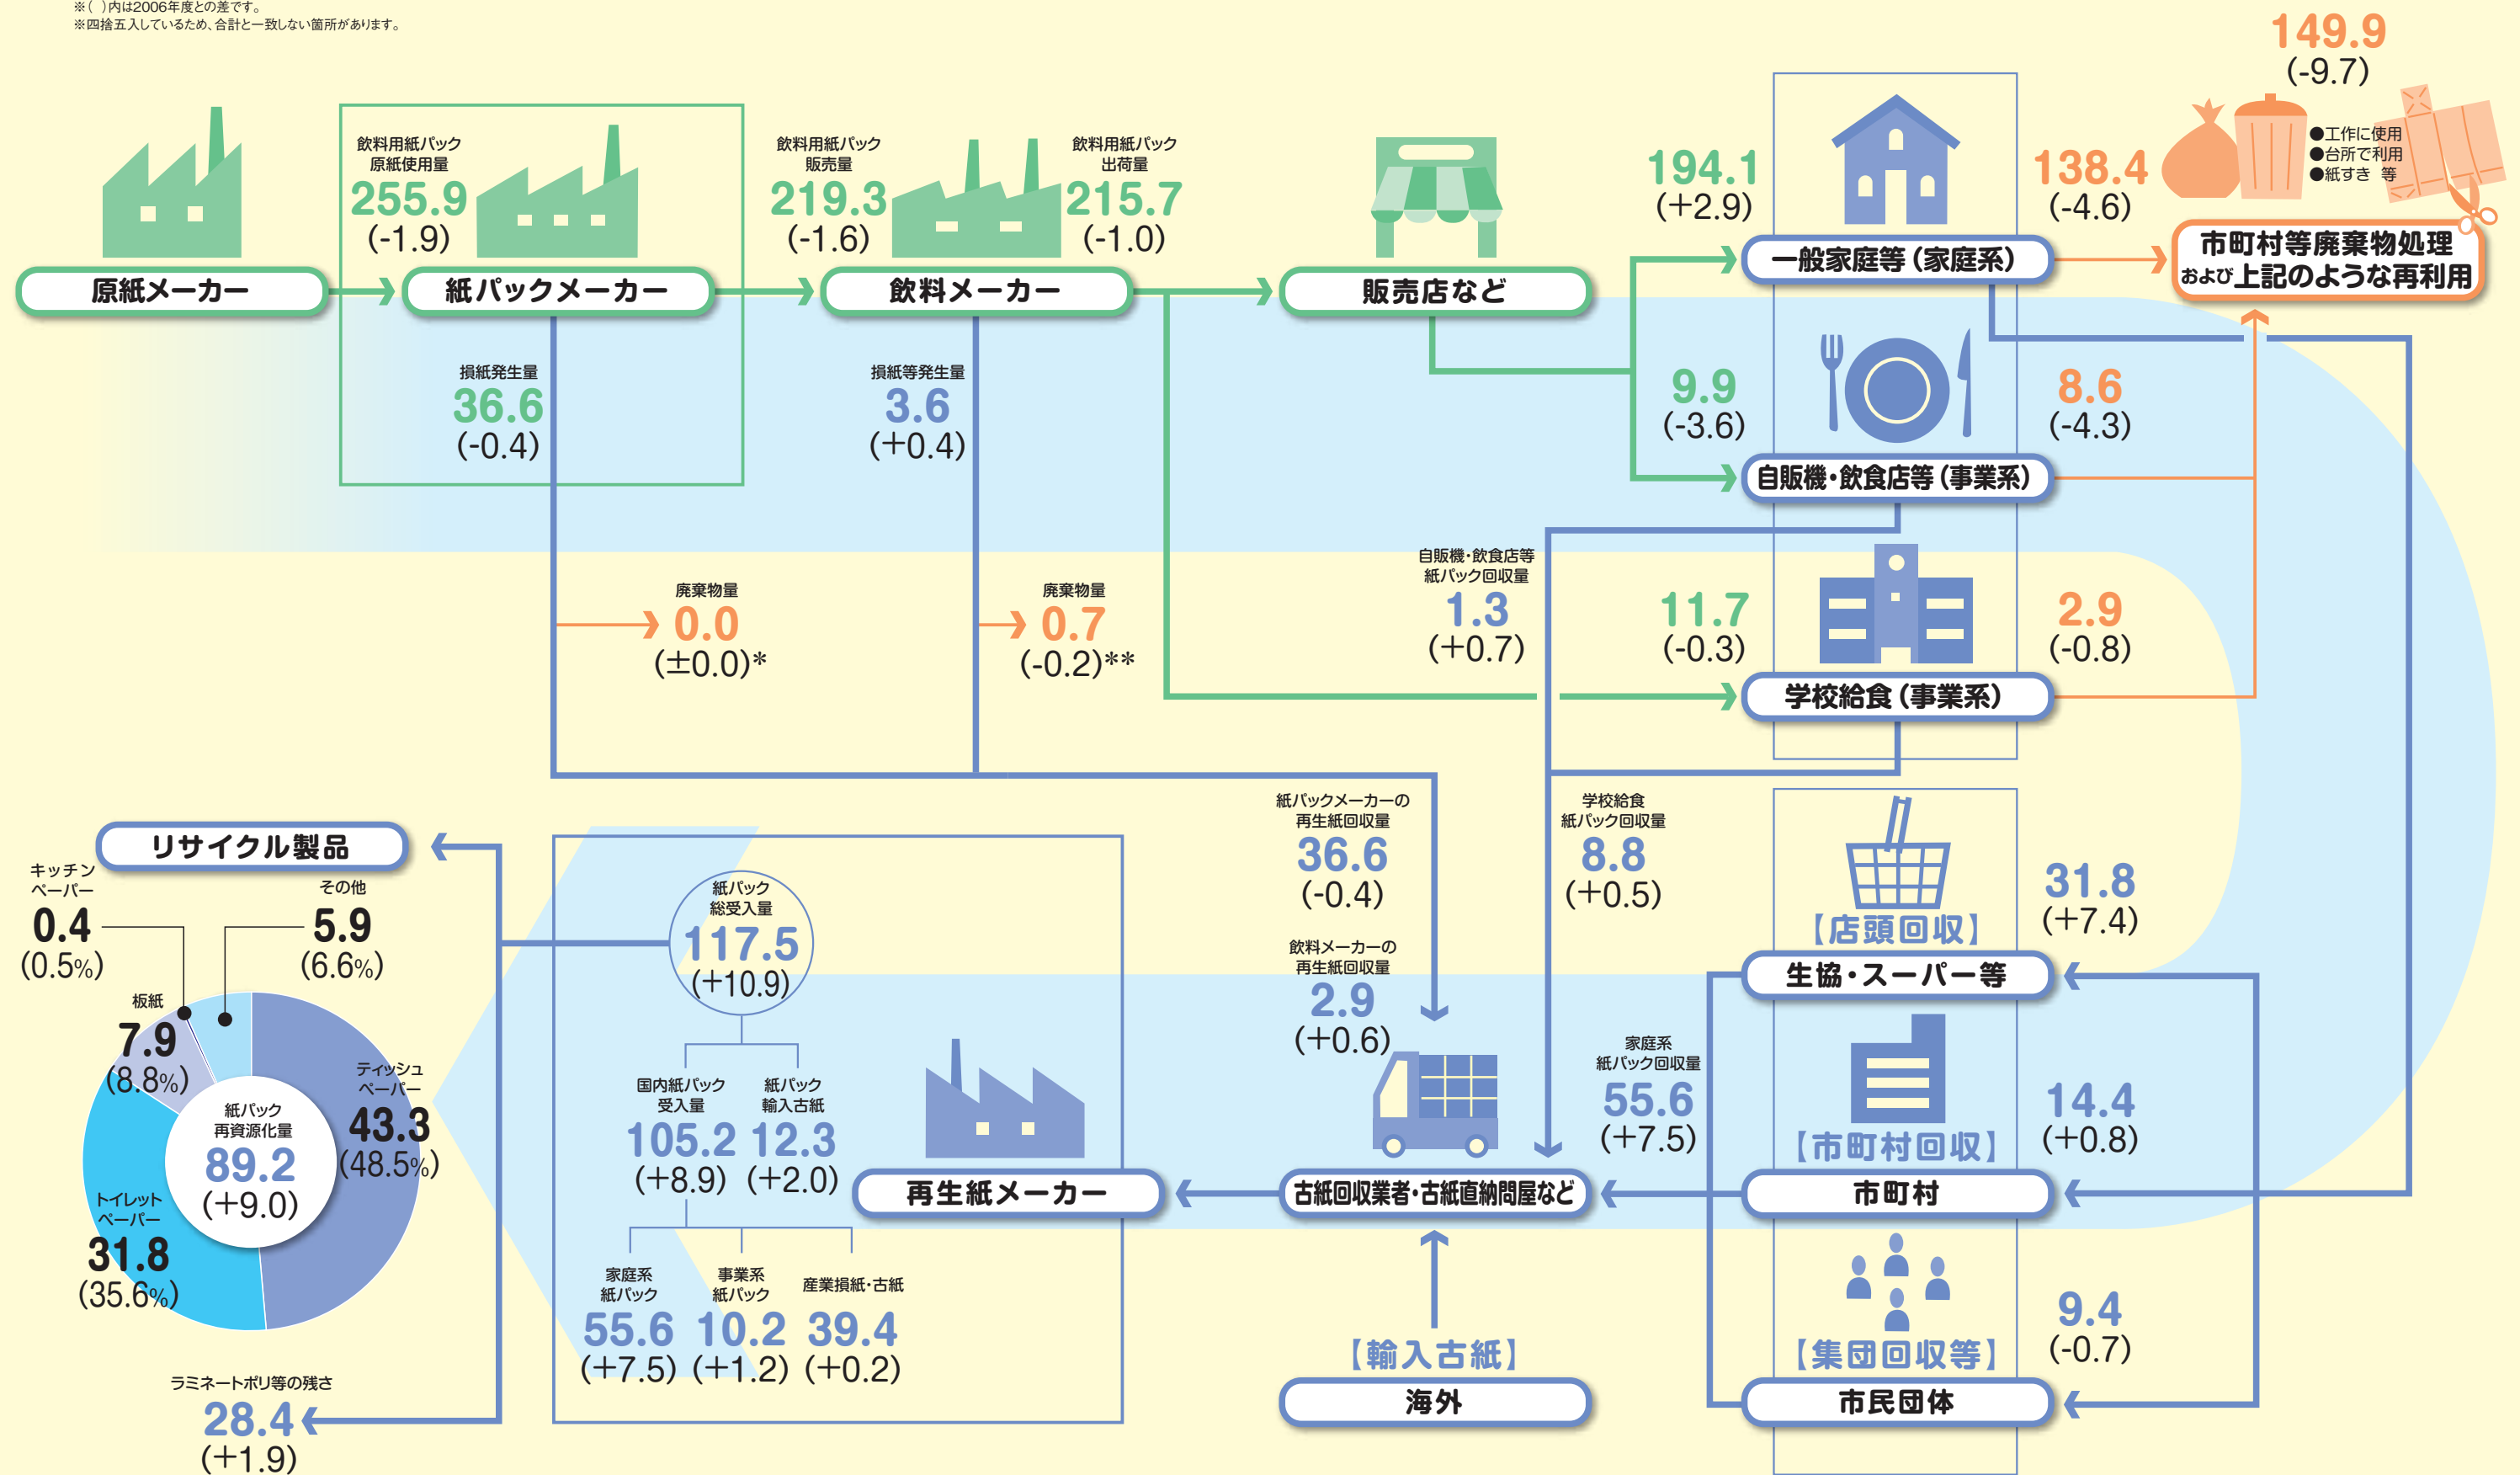 ※(　)内は2006年度との差です。
※四捨五入しているため、合計と一致しない箇所があります。
原紙メーカー
飲料用紙パック
原紙使用量
255.9
(-1.9)
紙パックメーカー
損紙発生量
36.6
(-0.4)
飲料用紙パック
販売量
219.3
(-1.6)
飲料メーカー
飲料用紙パック
出荷量
215.7
(-1.0)
損紙等発生量
3.6
(+0.4)
販売店など
194.1
(+2.9)
一般家庭等(家庭系)
138.4
(-4.6)
149.9
(-9.7)
●工作に使用
●台所で利用
●紙すき 等
市町村等廃棄物処理
および上記のような再利用
9.9
(-3.6)
自販機・飲食店等(事業系)
8.6
(-4.3)
廃棄物量
0.0
(±0.0)*
廃棄物量
0.7
(-0.2)**
自販機・飲食店等
紙パック回収量
1.3
(+0.7)
11.7
(-0.3)
学校給食(事業系)
2.9
(-0.8)
紙パックメーカーの
再生紙回収量
36.6
(-0.4)
学校給食
紙パック回収量
8.8
(+0.5)
飲料メーカーの
再生紙回収量
2.9
(+0.6)
【店頭回収】
生協・スーパー等
31.8
(+7.4)
家庭系
紙パック回収量
55.6
(+7.5)
【市町村回収】
市町村
14.4
(+0.8)
【集団回収等】
市民団体
9.4
(-0.7)
古紙回収業者・古紙直納問屋など
【輸入古紙】
海外
再生紙メーカー
紙パック
総受入量
117.5
(+10.9)
国内紙パック
受入量
105.2
(+8.9)
紙パック
輸入古紙
12.3
(+2.0)
家庭系
紙パック
55.6
(+7.5)
事業系
紙パック
10.2
(+1.2)
産業損紙・古紙
39.4
(+0.2)
リサイクル製品
キッチン
ペーパー
0.4
(0.5%)
その他
5.9
(6.6%)
板紙
7.9
(8.8%)
ティッシュ
ペーパー
43.3
(48.5%)
紙パック
再資源化量
89.2
(+9.0)
トイレット
ペーパー
31.8
(35.6%)
ラミネートポリ等の残さ
28.4
(+1.9)